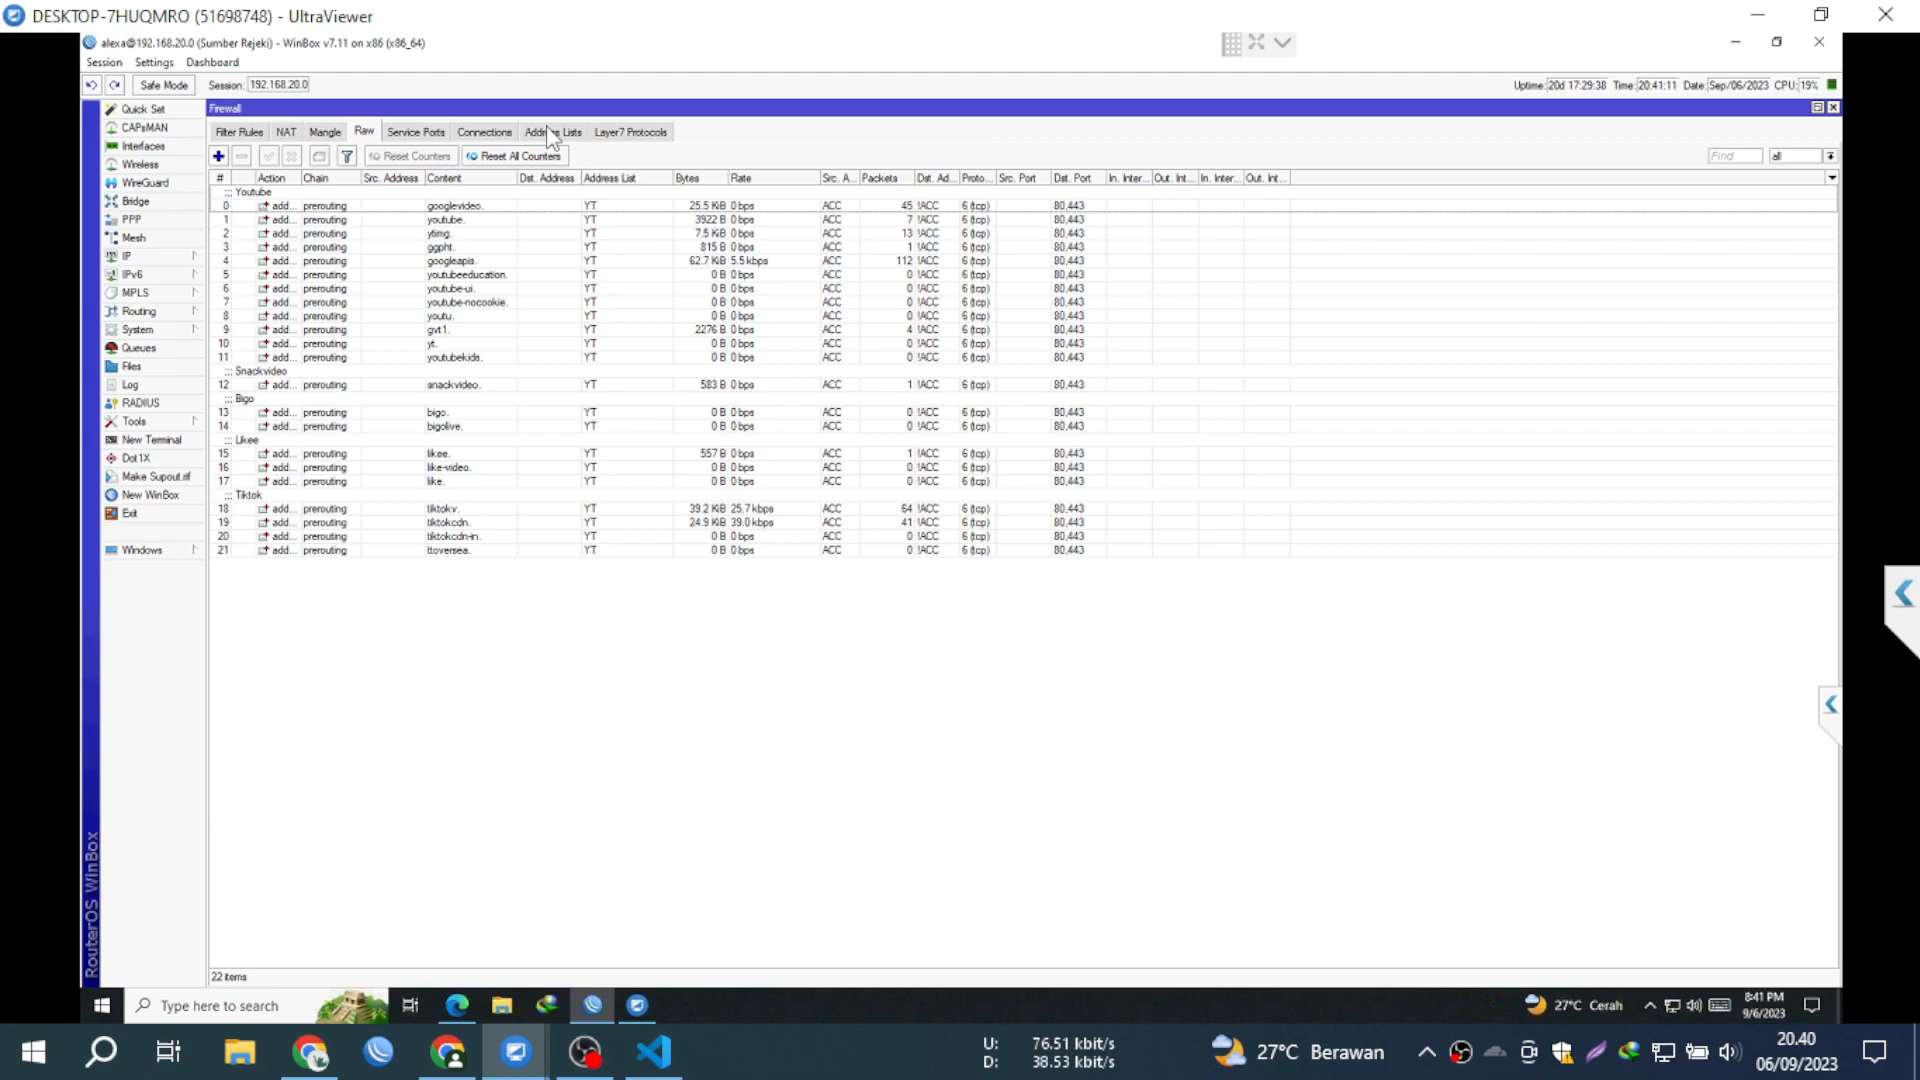 DESKTOP-7HUQMRO (51698748) - UltraViewer
alexa@192.168.20.0 (Sumber Rejeki) - WinBox v7.11 on x86 (x86_64)
Session Settings Dashboard
Safe Mode Session: 192.168.20.0 Uptime: 20d 17:29:38 Time: 20:41:11 Date: Sep/06/2023 CPU: 19%
Quick Set
CAPsMAN
Interfaces
Wireless
WireGuard
Bridge
PPP
Mesh
IP
IPv6
MPLS
Routing
System
Queues
Files
Log
RADIUS
Tools
New Terminal
Dot1X
Make Supout.rif
New WinBox
Exit
Windows
RouterOS WinBox
Firewall
Filter Rules NAT Mangle Raw Service Ports Connections Address Lists Layer7 Protocols
Reset Counters Reset All Counters Find all
# Action Chain Src. Address Content Dst. Address Address List Bytes Rate Src. A... Packets Dst. Ad... Proto... Src. Port Dst. Port In. Inter... Out. Int... In. Inter... Out. Int...
;;; Youtube
0 add... prerouting googlevideo. YT 25.5 KiB 0 bps ACC 45 !ACC 6 (tcp) 80,443
1 add... prerouting youtube. YT 3922 B 0 bps ACC 7 !ACC 6 (tcp) 80,443
2 add... prerouting ytimg. YT 7.5 KiB 0 bps ACC 13 !ACC 6 (tcp) 80,443
3 add... prerouting ggpht. YT 815 B 0 bps ACC 1 !ACC 6 (tcp) 80,443
4 add... prerouting googleapis. YT 62.7 KiB 5.5 kbps ACC 112 !ACC 6 (tcp) 80,443
5 add... prerouting youtubeeducation. YT 0 B 0 bps ACC 0 !ACC 6 (tcp) 80,443
6 add... prerouting youtube-ui. YT 0 B 0 bps ACC 0 !ACC 6 (tcp) 80,443
7 add... prerouting youtube-nocookie. YT 0 B 0 bps ACC 0 !ACC 6 (tcp) 80,443
8 add... prerouting youtu. YT 0 B 0 bps ACC 0 !ACC 6 (tcp) 80,443
9 add... prerouting gvt1. YT 2276 B 0 bps ACC 4 !ACC 6 (tcp) 80,443
10 add... prerouting yt. YT 0 B 0 bps ACC 0 !ACC 6 (tcp) 80,443
11 add... prerouting youtubekids. YT 0 B 0 bps ACC 0 !ACC 6 (tcp) 80,443
;;; Snackvideo
12 add... prerouting snackvideo. YT 583 B 0 bps ACC 1 !ACC 6 (tcp) 80,443
;;; Bigo
13 add... prerouting bigo. YT 0 B 0 bps ACC 0 !ACC 6 (tcp) 80,443
14 add... prerouting bigolive. YT 0 B 0 bps ACC 0 !ACC 6 (tcp) 80,443
;;; Likee
15 add... prerouting likee. YT 557 B 0 bps ACC 1 !ACC 6 (tcp) 80,443
16 add... prerouting like-video. YT 0 B 0 bps ACC 0 !ACC 6 (tcp) 80,443
17 add... prerouting like. YT 0 B 0 bps ACC 0 !ACC 6 (tcp) 80,443
;;; Tiktok
18 add... prerouting tiktokv. YT 39.2 KiB 25.7 kbps ACC 64 !ACC 6 (tcp) 80,443
19 add... prerouting tiktokcdn. YT 24.9 KiB 39.0 kbps ACC 41 !ACC 6 (tcp) 80,443
20 add... prerouting tiktokcdn-in. YT 0 B 0 bps ACC 0 !ACC 6 (tcp) 80,443
21 add... prerouting ttoversea. YT 0 B 0 bps ACC 0 !ACC 6 (tcp) 80,443
22 items
Type here to search 27°C Cerah 8:41 PM
9/6/2023
U: 76.51 kbit/s
D: 38.53 kbit/s
27°C Berawan
20.40
06/09/2023